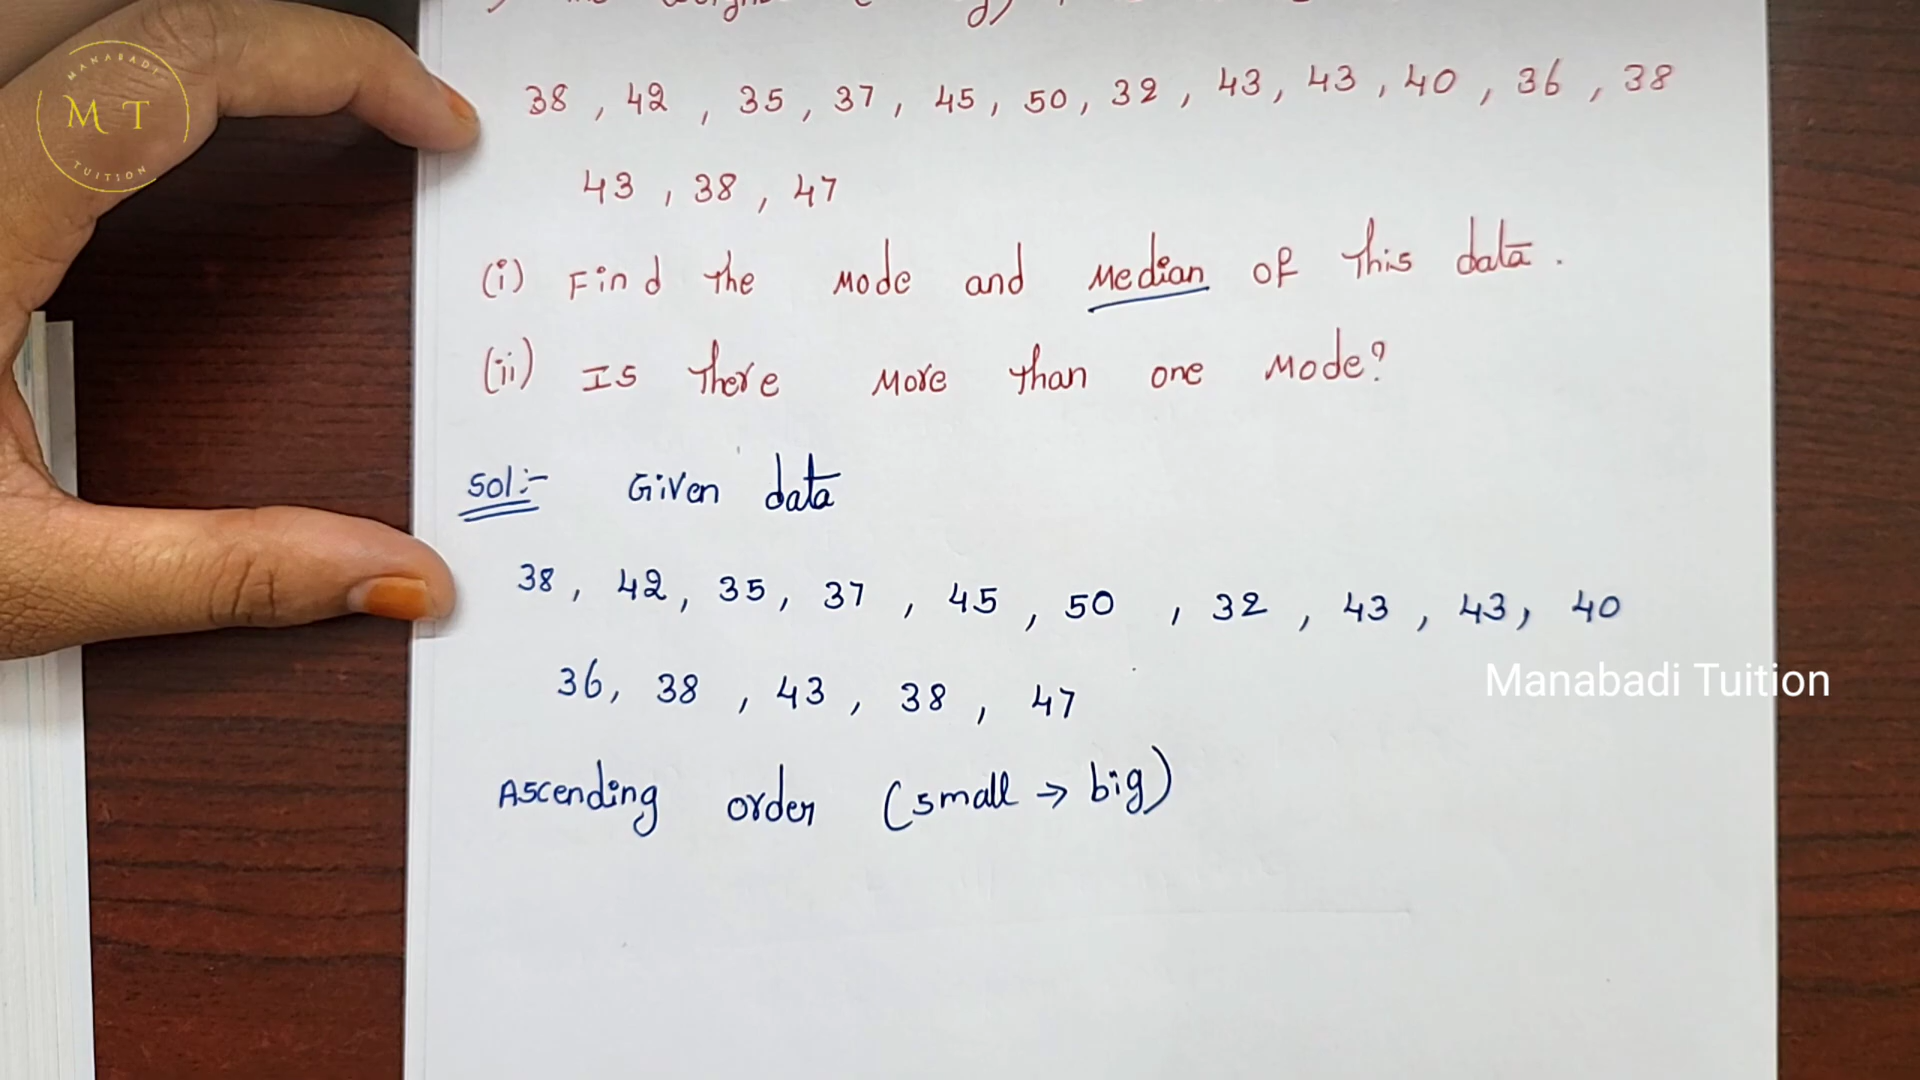 MANABADI
M T
TUITION
38 , 42 , 35 , 37 , 45 , 50 , 32 , 43 , 43 , 40 , 36 , 38
43 , 38 , 47
(i) Find the Mode and Median of this data .
(ii) Is there More than one Mode?
Sol:- Given data
38 , 42 , 35 , 37 , 45 , 50 , 32 , 43 , 43 , 40
36 , 38 , 43 , 38 , 47
Manabadi Tuition
Ascending order (small → big)